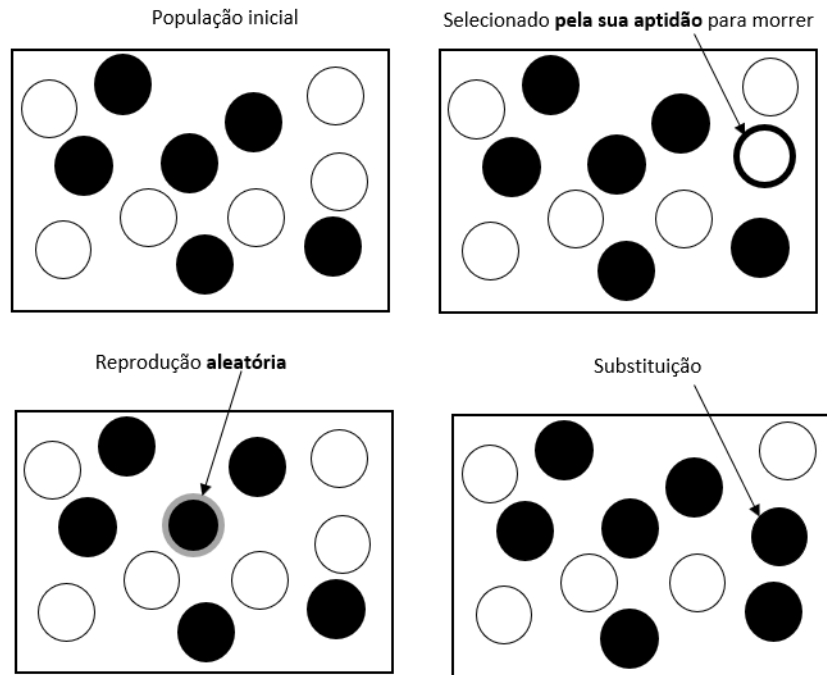 População inicial
Selecionado pela sua aptidão para morrer
Reprodução aleatória
Substituição